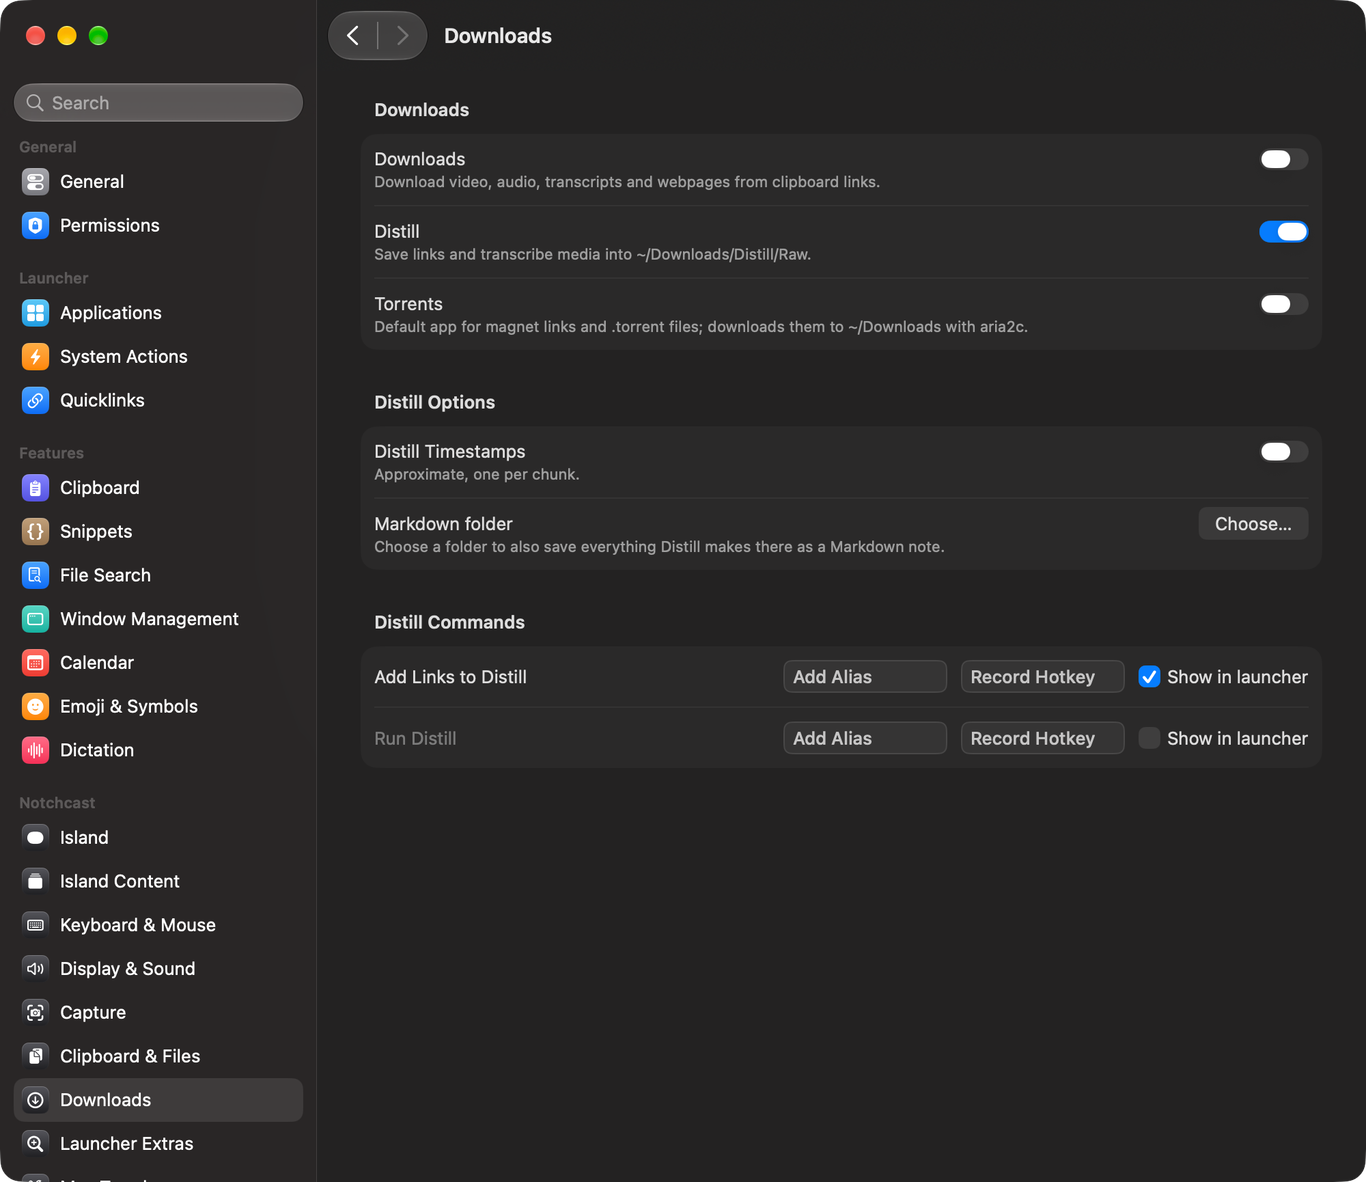 Downloads
Search
General
General
Permissions
Launcher
Applications
System Actions
Quicklinks
Features
Clipboard
Snippets
File Search
Window Management
Calendar
Emoji & Symbols
Dictation
Notchcast
Island
Island Content
Keyboard & Mouse
Display & Sound
Capture
Clipboard & Files
Downloads
Launcher Extras
Downloads
Downloads
Download video, audio, transcripts and webpages from clipboard links.
Distill
Save links and transcribe media into ~/Downloads/Distill/Raw.
Torrents
Default app for magnet links and .torrent files; downloads them to ~/Downloads with aria2c.
Distill Options
Distill Timestamps
Approximate, one per chunk.
Markdown folder
Choose...
Choose a folder to also save everything Distill makes there as a Markdown note.
Distill Commands
Add Links to Distill Add Alias Record Hotkey Show in launcher
Run Distill Add Alias Record Hotkey Show in launcher